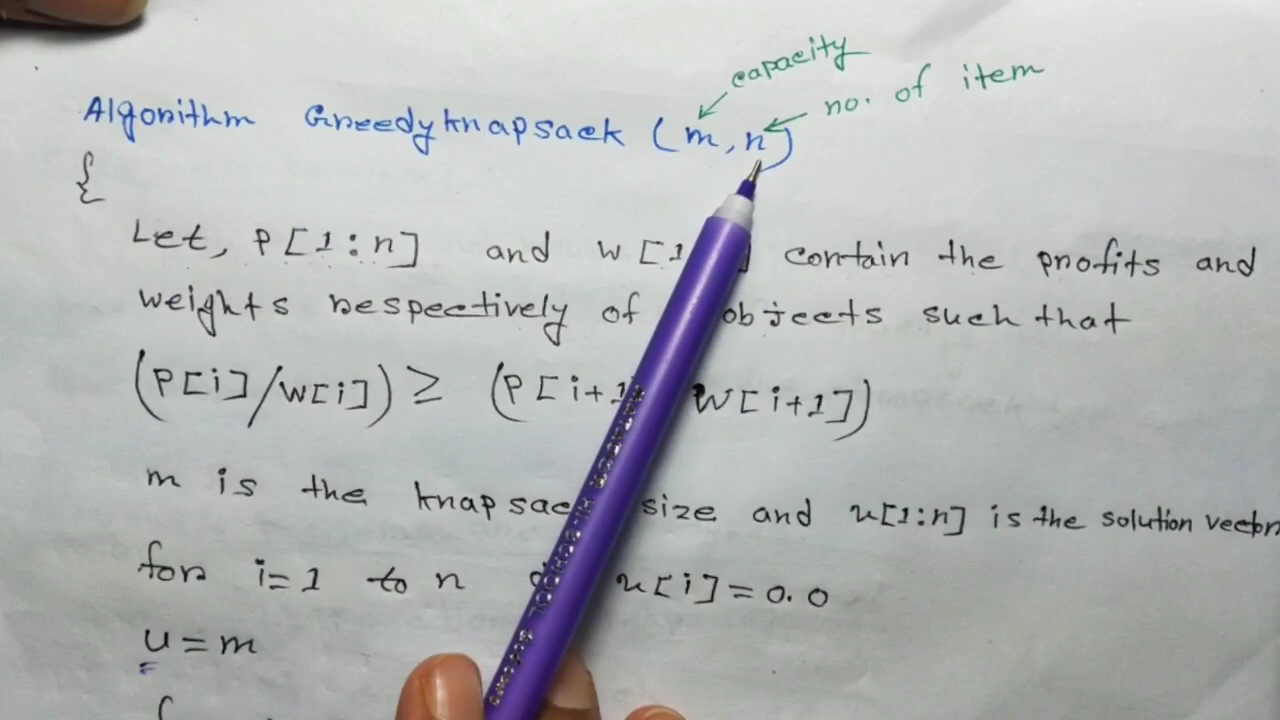 capacity
no. of item
Algorithm Greedyknapsack (m,n)
{
Let, P[1:n] and W[1 ] contain the profits and
weights respectively of objects such that
(P[i]/W[i]) ≥ (P[i+1 W[i+1])
m is the knapsack size and x[1:n] is the solution vector
for i=1 to n x[i]=0.0
u=m